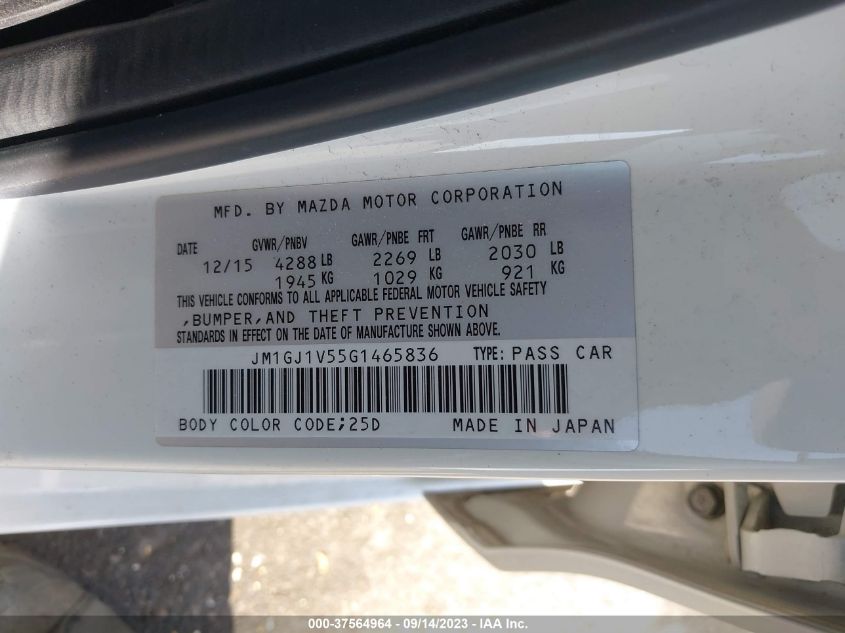 MFD. BY MAZDA MOTOR CORPORATION
DATE GVWR/PNBV GAWR/PNBE FRT GAWR/PNBE RR
12/15 4288 LB 2269 LB 2030 LB
1945 KG 1029 KG 921 KG
THIS VEHICLE CONFORMS TO ALL APPLICABLE FEDERAL MOTOR VEHICLE SAFETY
,BUMPER,AND THEFT PREVENTION
STANDARDS IN EFFECT ON THE DATE OF MANUFACTURE SHOWN ABOVE.
JM1GJ1V55G1465836 TYPE: PASS CAR
BODY COLOR CODE;25D MADE IN JAPAN
000-37564964 - 09/14/2023 - IAA Inc.